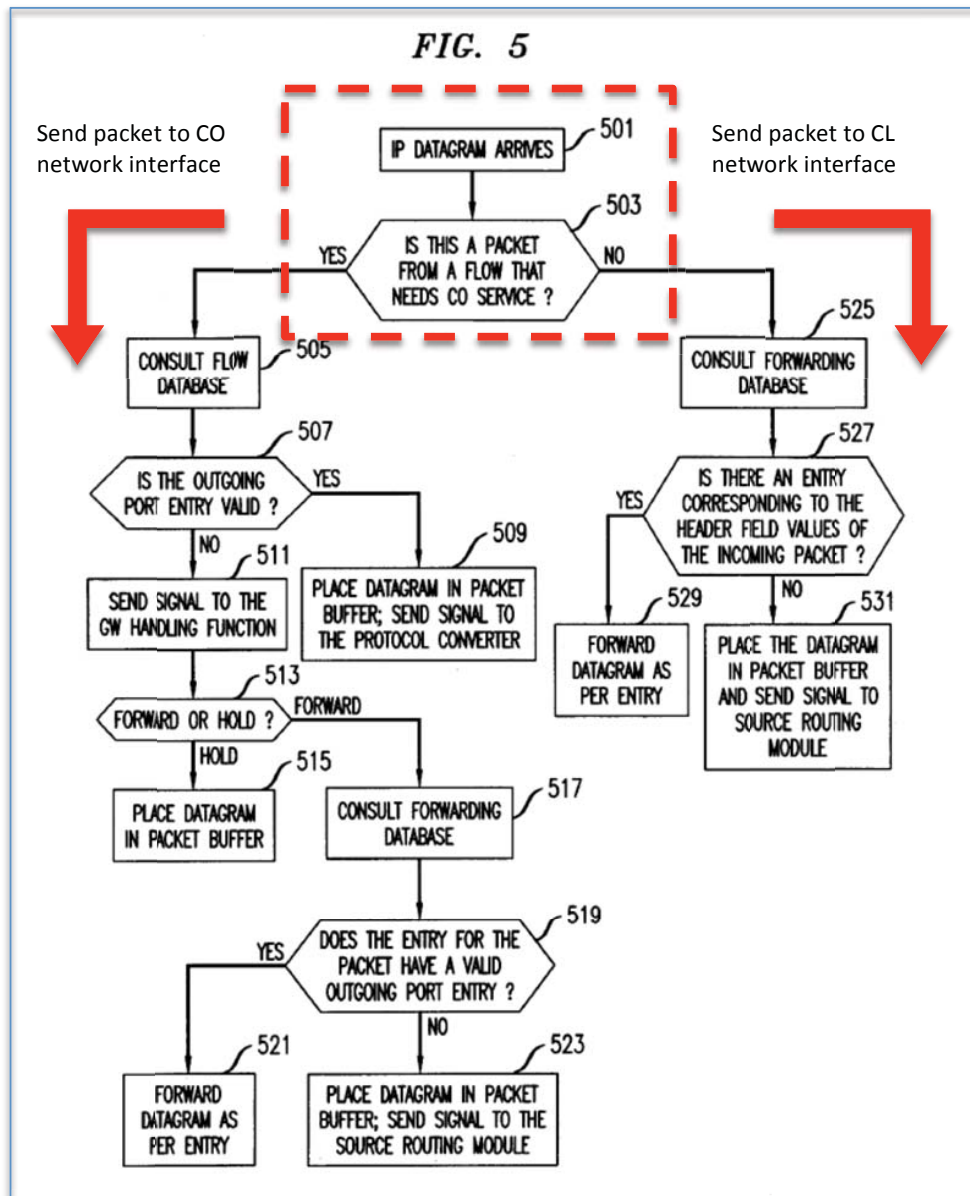 FIG. 5
Send packet to CO
network interface
Send packet to CL
network interface
501
IP DATAGRAM ARRIVES
503
IS THIS A PACKET
FROM A FLOW THAT
NEEDS CO SERVICE ?
YES
NO
505
CONSULT FLOW
DATABASE
525
CONSULT FORWARDING
DATABASE
507
IS THE OUTGOING
PORT ENTRY VALID ?
YES
NO
527
IS THERE AN ENTRY
CORRESPONDING TO THE
HEADER FIELD VALUES OF
THE INCOMING PACKET ?
YES
NO
509
PLACE DATAGRAM IN PACKET
BUFFER; SEND SIGNAL TO
THE PROTOCOL CONVERTER
511
SEND SIGNAL TO THE
GW HANDLING FUNCTION
529
FORWARD
DATAGRAM AS
PER ENTRY
531
PLACE THE DATAGRAM
IN PACKET BUFFER
AND SEND SIGNAL TO
SOURCE ROUTING
MODULE
513
FORWARD OR HOLD ?
FORWARD
HOLD
515
PLACE DATAGRAM
IN PACKET BUFFER
517
CONSULT FORWARDING
DATABASE
519
DOES THE ENTRY FOR THE
PACKET HAVE A VALID
OUTGOING PORT ENTRY ?
YES
NO
521
FORWARD
DATAGRAM AS
PER ENTRY
523
PLACE DATAGRAM IN PACKET
BUFFER; SEND SIGNAL TO THE
SOURCE ROUTING MODULE